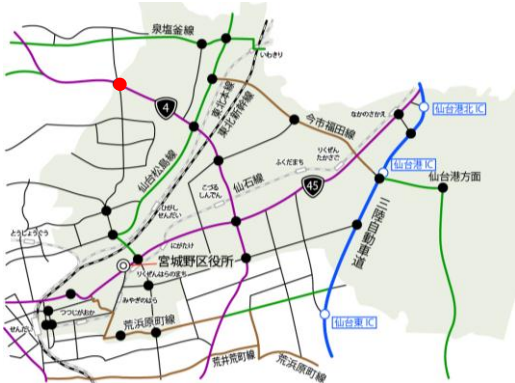 泉塩釜線
いわきり
4
東北本線
東北新幹線
今市福田線
なかのさかえ
仙台港北IC
仙台松島線
こづる
しんでん
仙石線
ふくだまち
りくぜん
たかさご
仙台港IC
仙台港方面
45
ひがし
せんだい
三陸自動車道
とうしょうぐう
にがたけ
宮城野区役所
りくぜんはらのまち
みやぎのはら
つつじがおか
せんだい
荒浜原町線
仙台東IC
荒井荒町線
荒浜原町線